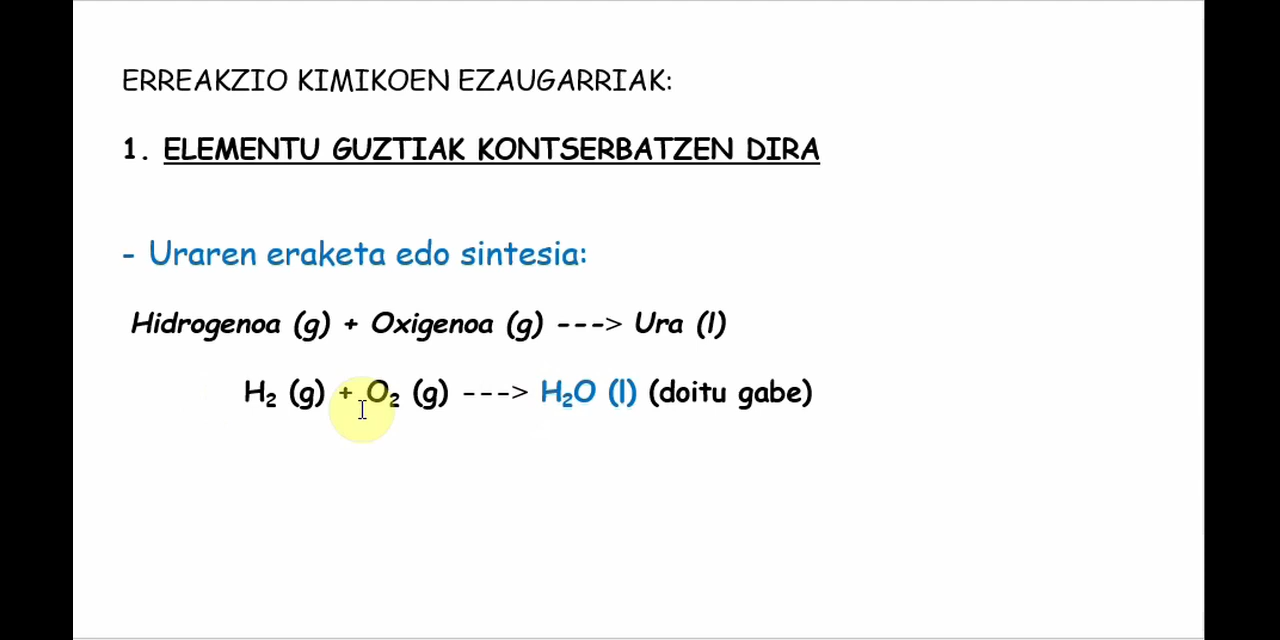 ERREAKZIO KIMIKOEN EZAUGARRIAK:
1. ELEMENTU GUZTIAK KONTSERBATZEN DIRA
- Uraren eraketa edo sintesia:
Hidrogenoa (g) + Oxigenoa (g) ---> Ura (l)
H₂ (g) + O₂ (g) ---> H₂O (l) (doitu gabe)